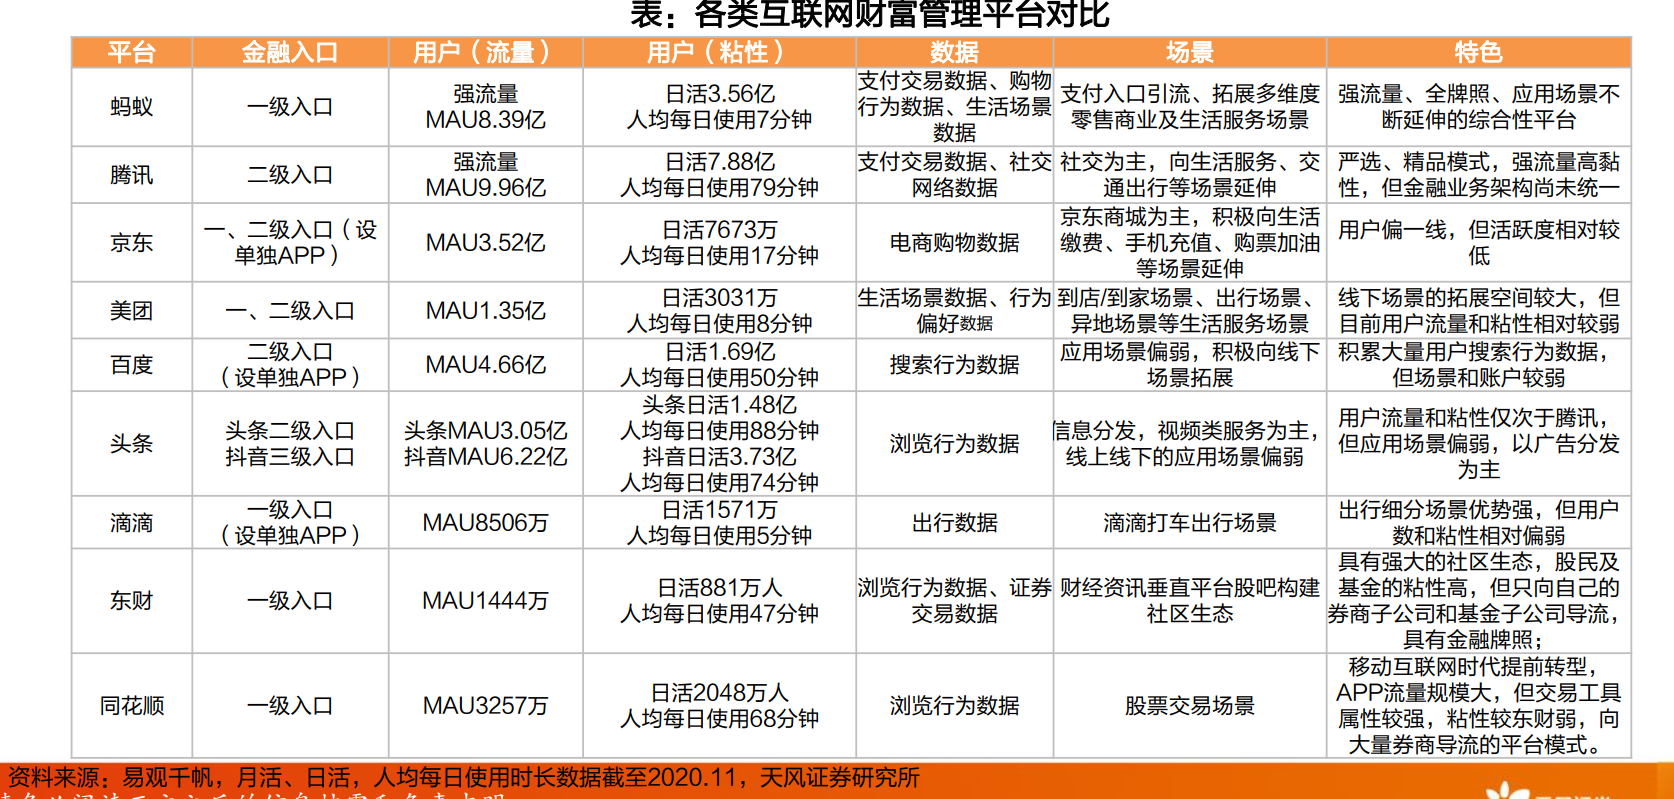 表：各类互联网财富管理平台对比
平台 金融入口 用户（流量） 用户（粘性） 数据 场景 特色
蚂蚁
一级入口
强流量
MAU8.39亿
日活3.56亿
人均每日使用7分钟
支付交易数据、购物
行为数据、生活场景
数据
支付入口引流、拓展多维度
零售商业及生活服务场景
强流量、全牌照、应用场景不
断延伸的综合性平台
腾讯
二级入口
强流量
MAU9.96亿
日活7.88亿
人均每日使用79分钟
支付交易数据、社交
网络数据
社交为主，向生活服务、交
通出行等场景延伸
严选、精品模式，强流量高黏
性，但金融业务架构尚未统一
京东
一、二级入口（设
单独APP）
MAU3.52亿
日活7673万
人均每日使用17分钟
电商购物数据
京东商城为主，积极向生活
缴费、手机充值、购票加油
等场景延伸
用户偏一线，但活跃度相对较
低
美团
一、二级入口
MAU1.35亿
日活3031万
人均每日使用8分钟
生活场景数据、行为
偏好数据
到店/到家场景、出行场景、
异地场景等生活服务场景
线下场景的拓展空间较大，但
目前用户流量和粘性相对较弱
百度
二级入口
（设单独APP）
MAU4.66亿
日活1.69亿
人均每日使用50分钟
搜索行为数据
应用场景偏弱，积极向线下
场景拓展
积累大量用户搜索行为数据，
但场景和账户较弱
头条
头条二级入口
抖音三级入口
头条MAU3.05亿
抖音MAU6.22亿
头条日活1.48亿
人均每日使用88分钟
抖音日活3.73亿
人均每日使用74分钟
浏览行为数据
信息分发，视频类服务为主，
线上线下的应用场景偏弱
用户流量和粘性仅次于腾讯，
但应用场景偏弱，以广告分发
为主
滴滴
一级入口
（设单独APP）
MAU8506万
日活1571万
人均每日使用5分钟
出行数据
滴滴打车出行场景
出行细分场景优势强，但用户
数和粘性相对偏弱
东财
一级入口
MAU1444万
日活881万人
人均每日使用47分钟
浏览行为数据、证券
交易数据
财经资讯垂直平台股吧构建
社区生态
具有强大的社区生态，股民及
基金的粘性高，但只向自己的
券商子公司和基金子公司导流，
具有金融牌照；
同花顺
一级入口
MAU3257万
日活2048万人
人均每日使用68分钟
浏览行为数据
股票交易场景
移动互联网时代提前转型，
APP流量规模大，但交易工具
属性较强，粘性较东财弱，向
大量券商导流的平台模式。
资料来源：易观千帆，月活、日活，人均每日使用时长数据截至2020.11，天风证券研究所